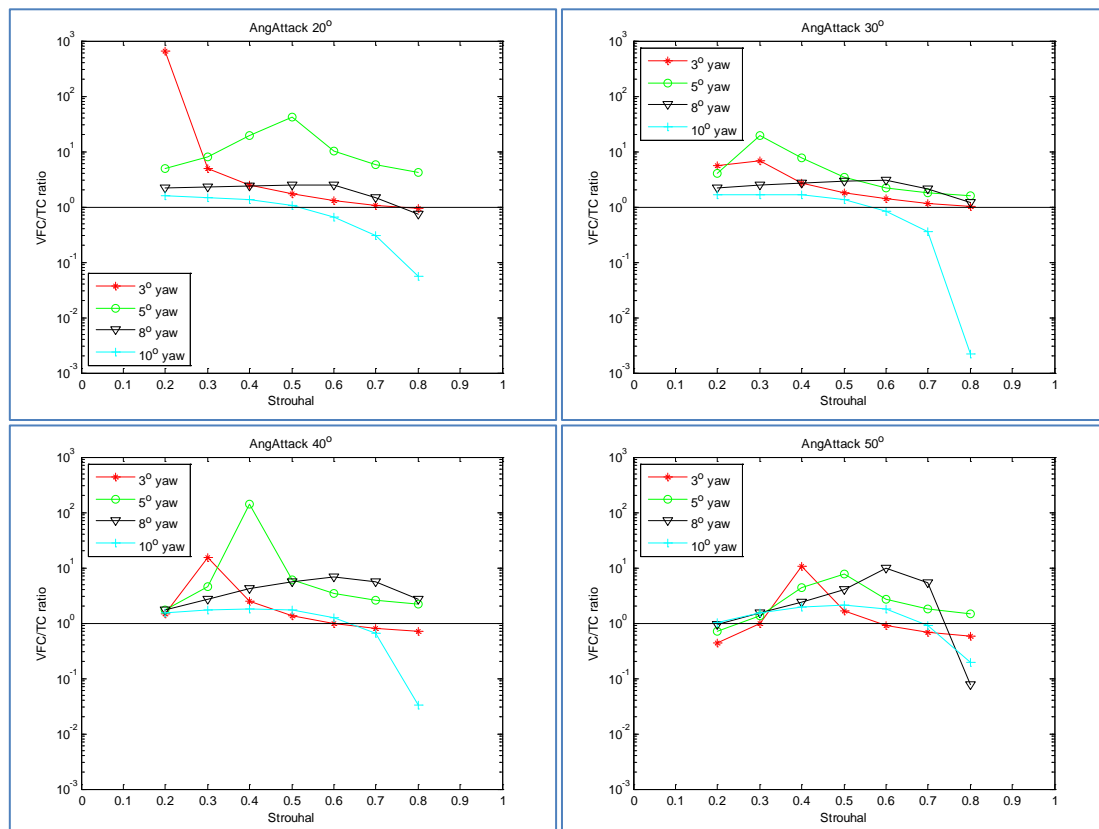 AngAttack 20°
10³
10²
10¹
10⁰
10⁻¹
10⁻²
10⁻³
VFC/TC ratio
3° yaw
5° yaw
8° yaw
10° yaw
0 0.1 0.2 0.3 0.4 0.5 0.6 0.7 0.8 0.9 1
Strouhal
AngAttack 30°
10³
10²
10¹
10⁰
10⁻¹
10⁻²
10⁻³
VFC/TC ratio
3° yaw
5° yaw
8° yaw
10° yaw
0 0.1 0.2 0.3 0.4 0.5 0.6 0.7 0.8 0.9 1
Strouhal
AngAttack 40°
10³
10²
10¹
10⁰
10⁻¹
10⁻²
10⁻³
VFC/TC ratio
3° yaw
5° yaw
8° yaw
10° yaw
0 0.1 0.2 0.3 0.4 0.5 0.6 0.7 0.8 0.9 1
Strouhal
AngAttack 50°
10³
10²
10¹
10⁰
10⁻¹
10⁻²
10⁻³
VFC/TC ratio
3° yaw
5° yaw
8° yaw
10° yaw
0 0.1 0.2 0.3 0.4 0.5 0.6 0.7 0.8 0.9 1
Strouhal